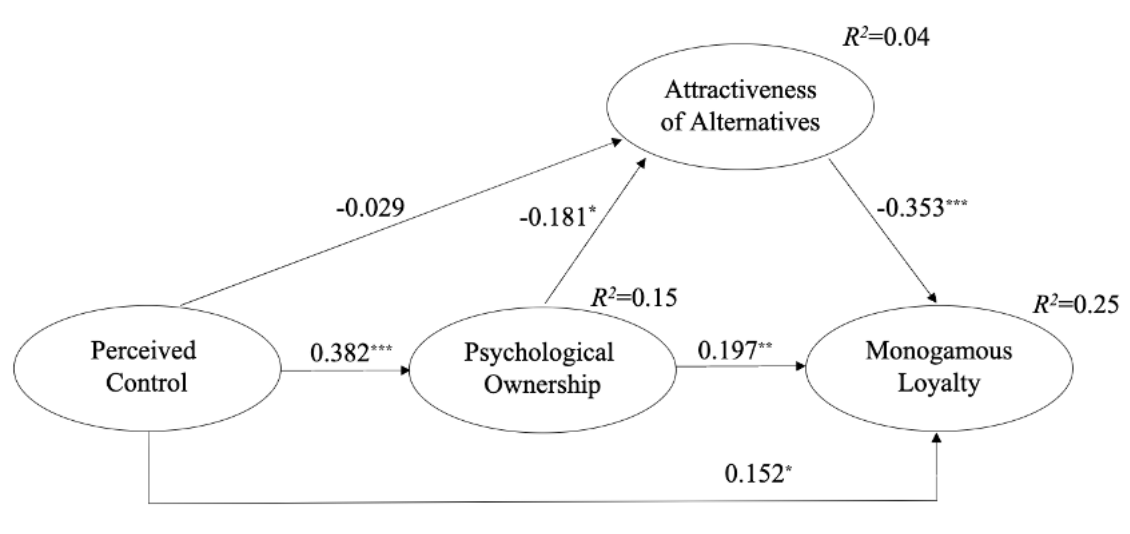 R²=0.04
Attractiveness
of Alternatives
-0.029
-0.181*
-0.353***
R²=0.15
R²=0.25
Perceived
Control
0.382***
Psychological
Ownership
0.197**
Monogamous
Loyalty
0.152*